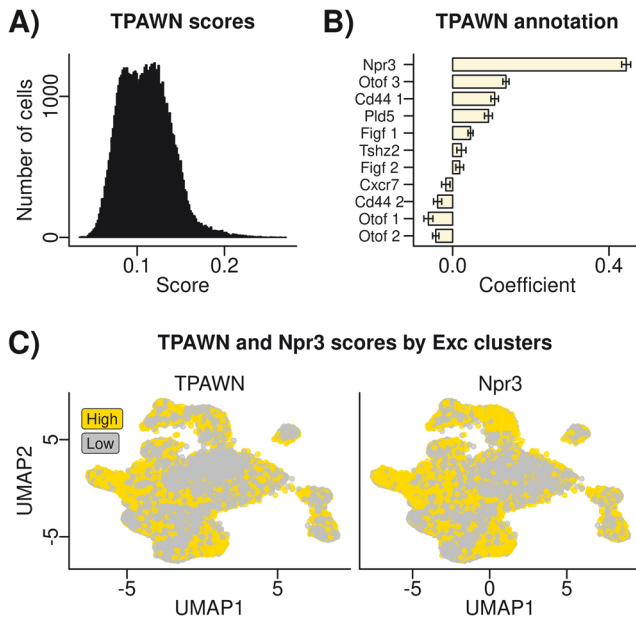 A)
TPAWN scores
Number of cells
1000
0
0.1 0.2
Score
B)
TPAWN annotation
Npr3
Otof 3
Cd44 1
Pld5
Figf 1
Tshz2
Figf 2
Cxcr7
Cd44 2
Otof 1
Otof 2
0.0 0.4
Coefficient
C)
TPAWN and Npr3 scores by Exc clusters
TPAWN
High
Low
UMAP2
5
-5
-5 5
UMAP1
Npr3
-5 0 5
UMAP1